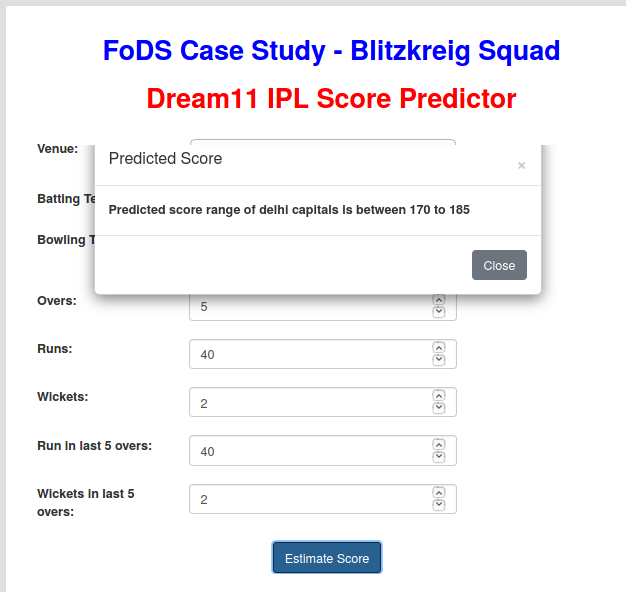 FoDS Case Study - Blitzkreig Squad
Dream11 IPL Score Predictor
Venue:
Predicted Score
×
Batting Te
Predicted score range of delhi capitals is between 170 to 185
Bowling T
Close
Overs:
5
Runs:
40
Wickets:
2
Run in last 5 overs:
40
Wickets in last 5
overs:
2
Estimate Score